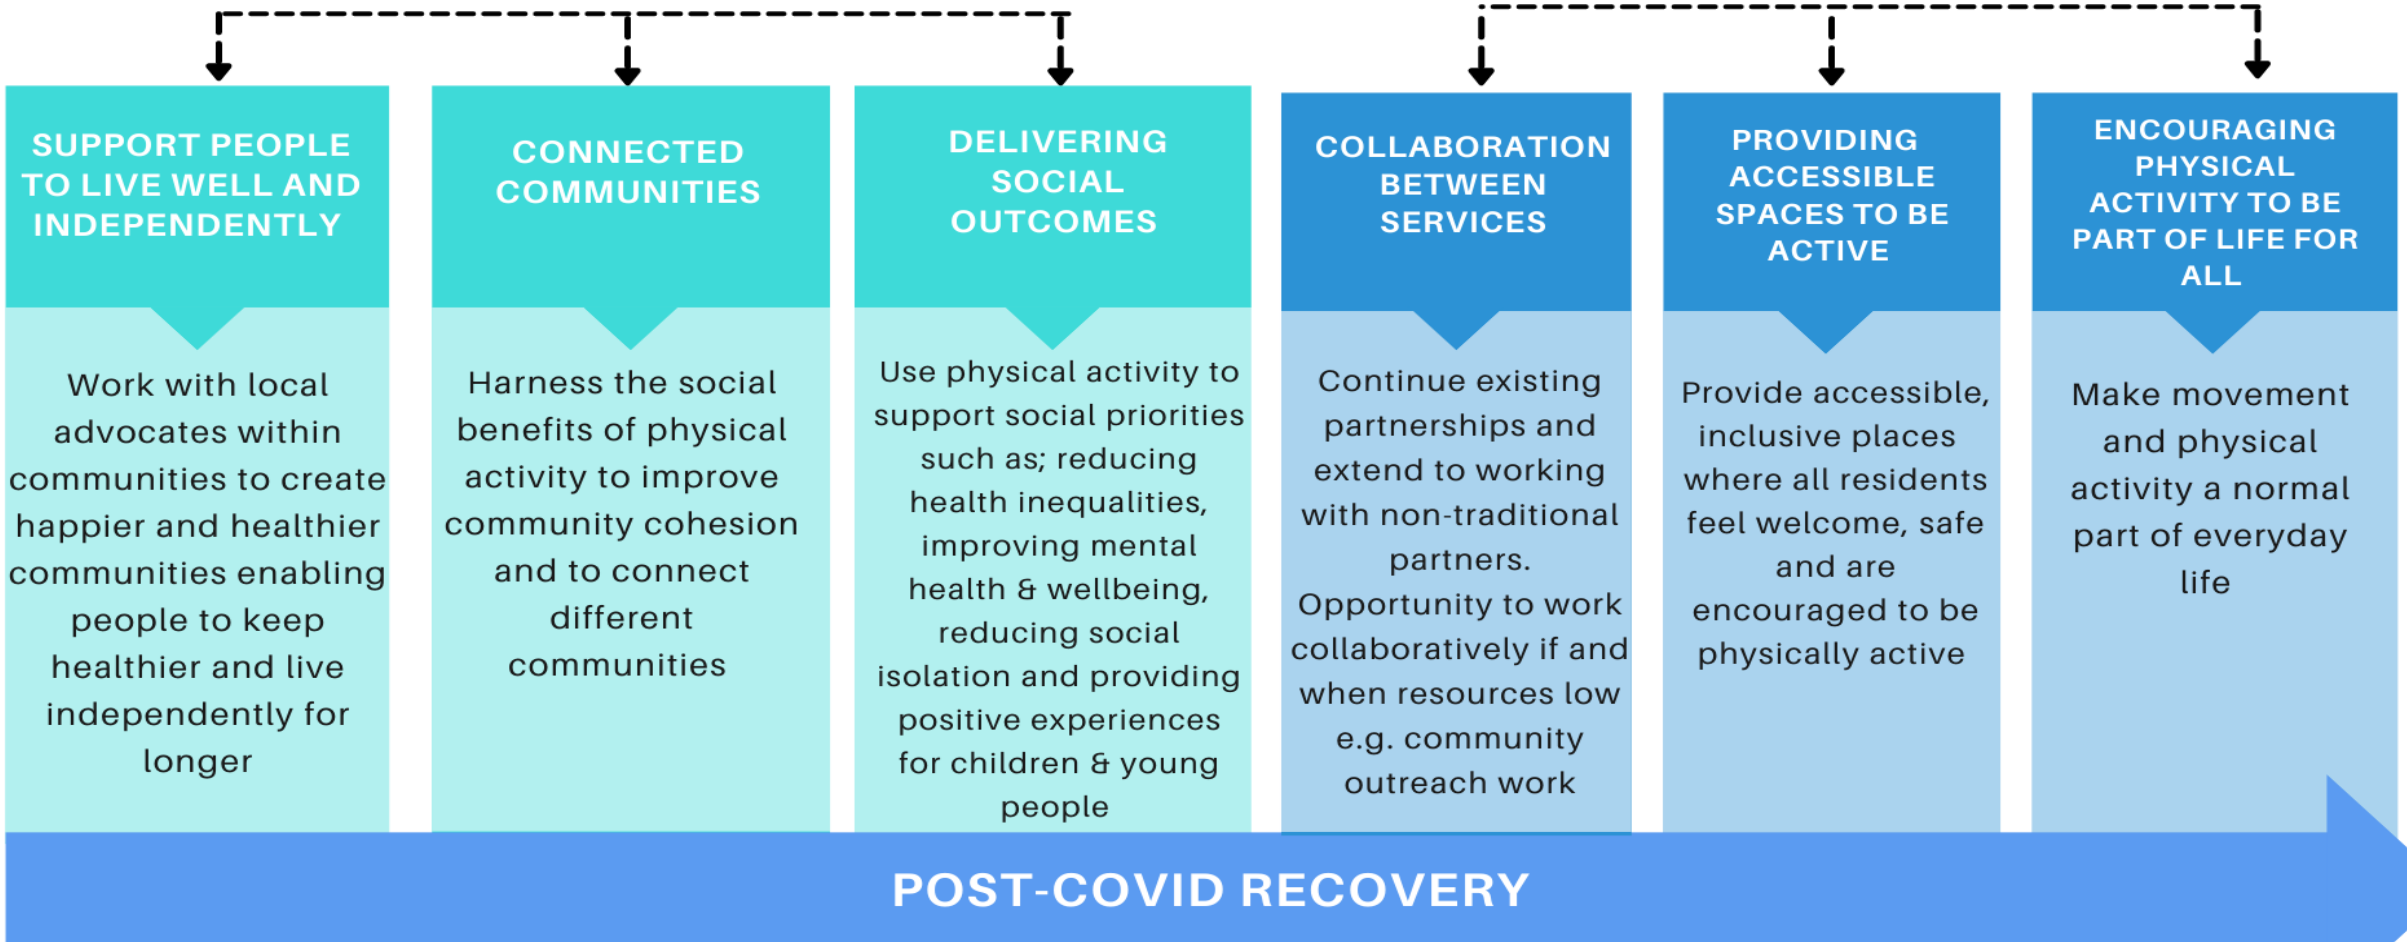 SUPPORT PEOPLE
TO LIVE WELL AND
INDEPENDENTLY
Work with local
advocates within
communities to create
happier and healthier
communities enabling
people to keep
healthier and live
independently for
longer
CONNECTED
COMMUNITIES
Harness the social
benefits of physical
activity to improve
community cohesion
and to connect
different
communities
DELIVERING
SOCIAL
OUTCOMES
Use physical activity to
support social priorities
such as; reducing
health inequalities,
improving mental
health & wellbeing,
reducing social
isolation and providing
positive experiences
for children & young
people
COLLABORATION
BETWEEN
SERVICES
Continue existing
partnerships and
extend to working
with non-traditional
partners.
Opportunity to work
collaboratively if and
when resources low
e.g. community
outreach work
PROVIDING
ACCESSIBLE
SPACES TO BE
ACTIVE
Provide accessible,
inclusive places
where all residents
feel welcome, safe
and are
encouraged to be
physically active
ENCOURAGING
PHYSICAL
ACTIVITY TO BE
PART OF LIFE FOR
ALL
Make movement
and physical
activity a normal
part of everyday
life
POST-COVID RECOVERY